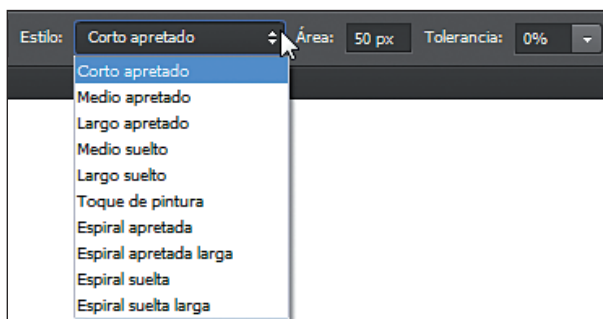 Estilo: Corto apretado Área: 50 px Tolerancia: 0%
Corto apretado
Medio apretado
Largo apretado
Medio suelto
Largo suelto
Toque de pintura
Espiral apretada
Espiral apretada larga
Espiral suelta
Espiral suelta larga